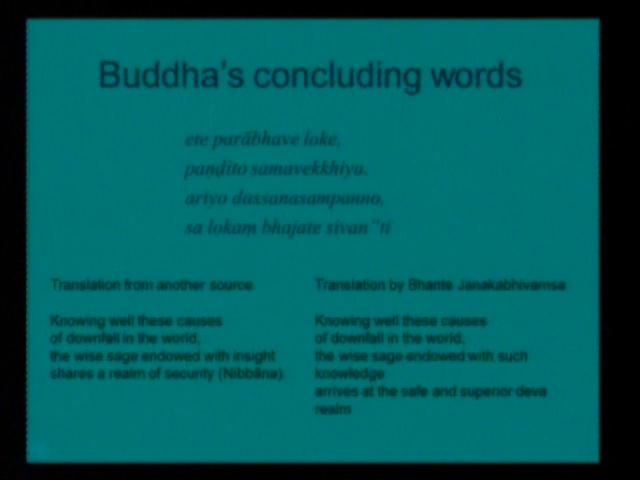 Buddha's concluding words
ete parābhave loke,
paṇḍito samavekkhiya,
ariyo dassanasampanno,
sa lokaṃ bhajate sivan"ti
Translation from another source
Knowing well these causes
of downfall in the world,
the wise sage endowed with insight
shares a realm of security (Nibbāna)
Translation by Bhante Janakabhivamsa
Knowing well these causes
of downfall in the world,
the wise sage endowed with such
knowledge
arrives at the safe and superior deva
realm